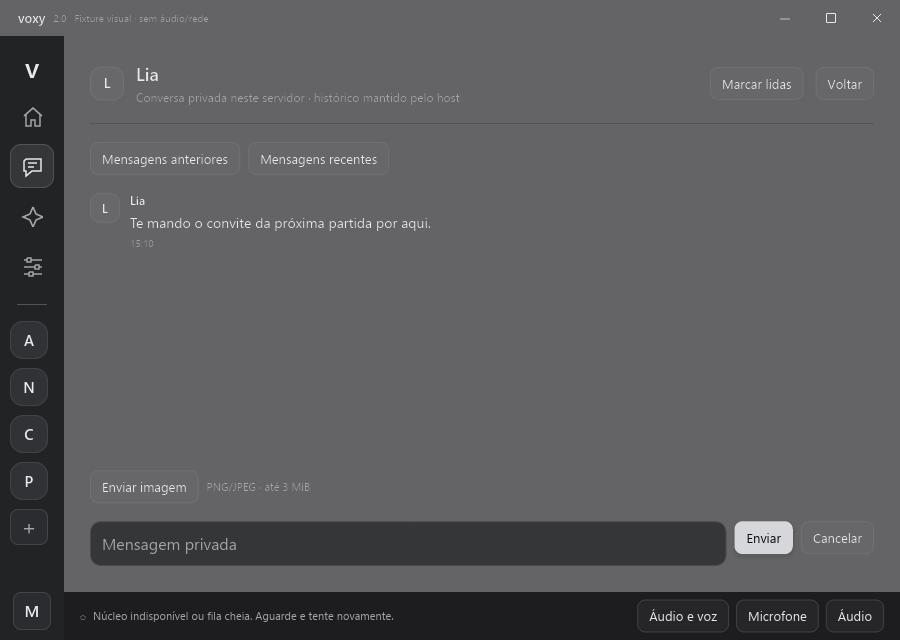 voxy 2.0 Fixture visual · sem áudio/rede
V
L
Lia
Conversa privada neste servidor · histórico mantido pelo host
Marcar lidas
Voltar
Mensagens anteriores
Mensagens recentes
L
Lia
Te mando o convite da próxima partida por aqui.
15:10
A
N
C
P
+
Enviar imagem
PNG/JPEG · até 3 MiB
Mensagem privada
Enviar
Cancelar
M
Núcleo indisponível ou fila cheia. Aguarde e tente novamente.
Áudio e voz
Microfone
Áudio